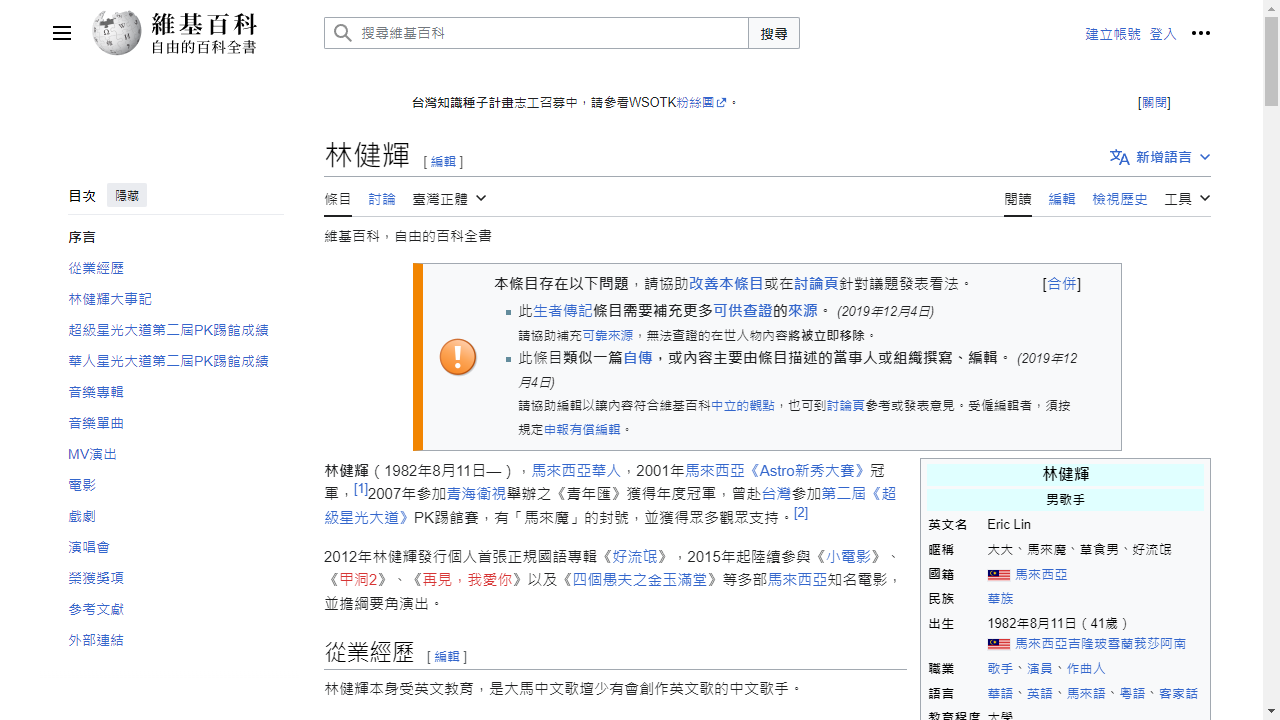 維基百科
自由的百科全書
搜尋維基百科
搜尋
建立帳號 登入
台灣知識種子計畫志工召募中，請參看WSOTK粉絲團。
[關閉]
林健輝 [ 編輯 ]
新增語言
目次 隱藏
序言
從業經歷
林健輝大事記
超級星光大道第二屆PK踢館成績
華人星光大道第二屆PK踢館成績
音樂專輯
音樂單曲
MV演出
電影
戲劇
演唱會
榮獲獎項
參考文獻
外部連結
條目 討論 臺灣正體
閱讀 編輯 檢視歷史 工具
維基百科，自由的百科全書
本條目存在以下問題，請協助改善本條目或在討論頁針對議題發表看法。 [合併]
此生者傳記條目需要補充更多可供查證的來源。 (2019年12月4日)
請協助補充可靠來源，無法查證的在世人物內容將被立即移除。
此條目類似一篇自傳，或內容主要由條目描述的當事人或組織撰寫、編輯。 (2019年12
月4日)
請協助編輯以讓內容符合維基百科中立的觀點，也可到討論頁參考或發表意見。受僱編輯者，須按
規定申報有償編輯。
林健輝（1982年8月11日—），馬來西亞華人，2001年馬來西亞《Astro新秀大賽》冠
軍，[1]2007年參加青海衛視舉辦之《青年匯》獲得年度冠軍，曾赴台灣參加第二屆《超
級星光大道》PK踢館賽，有「馬來魔」的封號，並獲得眾多觀眾支持。[2]
2012年林健輝發行個人首張正規國語專輯《好流氓》，2015年起陸續參與《小電影》、
《甲洞2》、《再見，我愛你》以及《四個愚夫之金玉滿堂》等多部馬來西亞知名電影，
並擔綱要角演出。
從業經歷 [ 編輯 ]
林健輝本身受英文教育，是大馬中文歌壇少有會創作英文歌的中文歌手。
林健輝
男歌手
英文名 Eric Lin
暱稱 大大、馬來魔、草食男、好流氓
國籍 馬來西亞
民族 華族
出生 1982年8月11日（41歲）
馬來西亞吉隆玻雪蘭莪莎阿南
職業 歌手、演員、作曲人
語言 華語、英語、馬來語、粵語、客家話
教育程度 大學